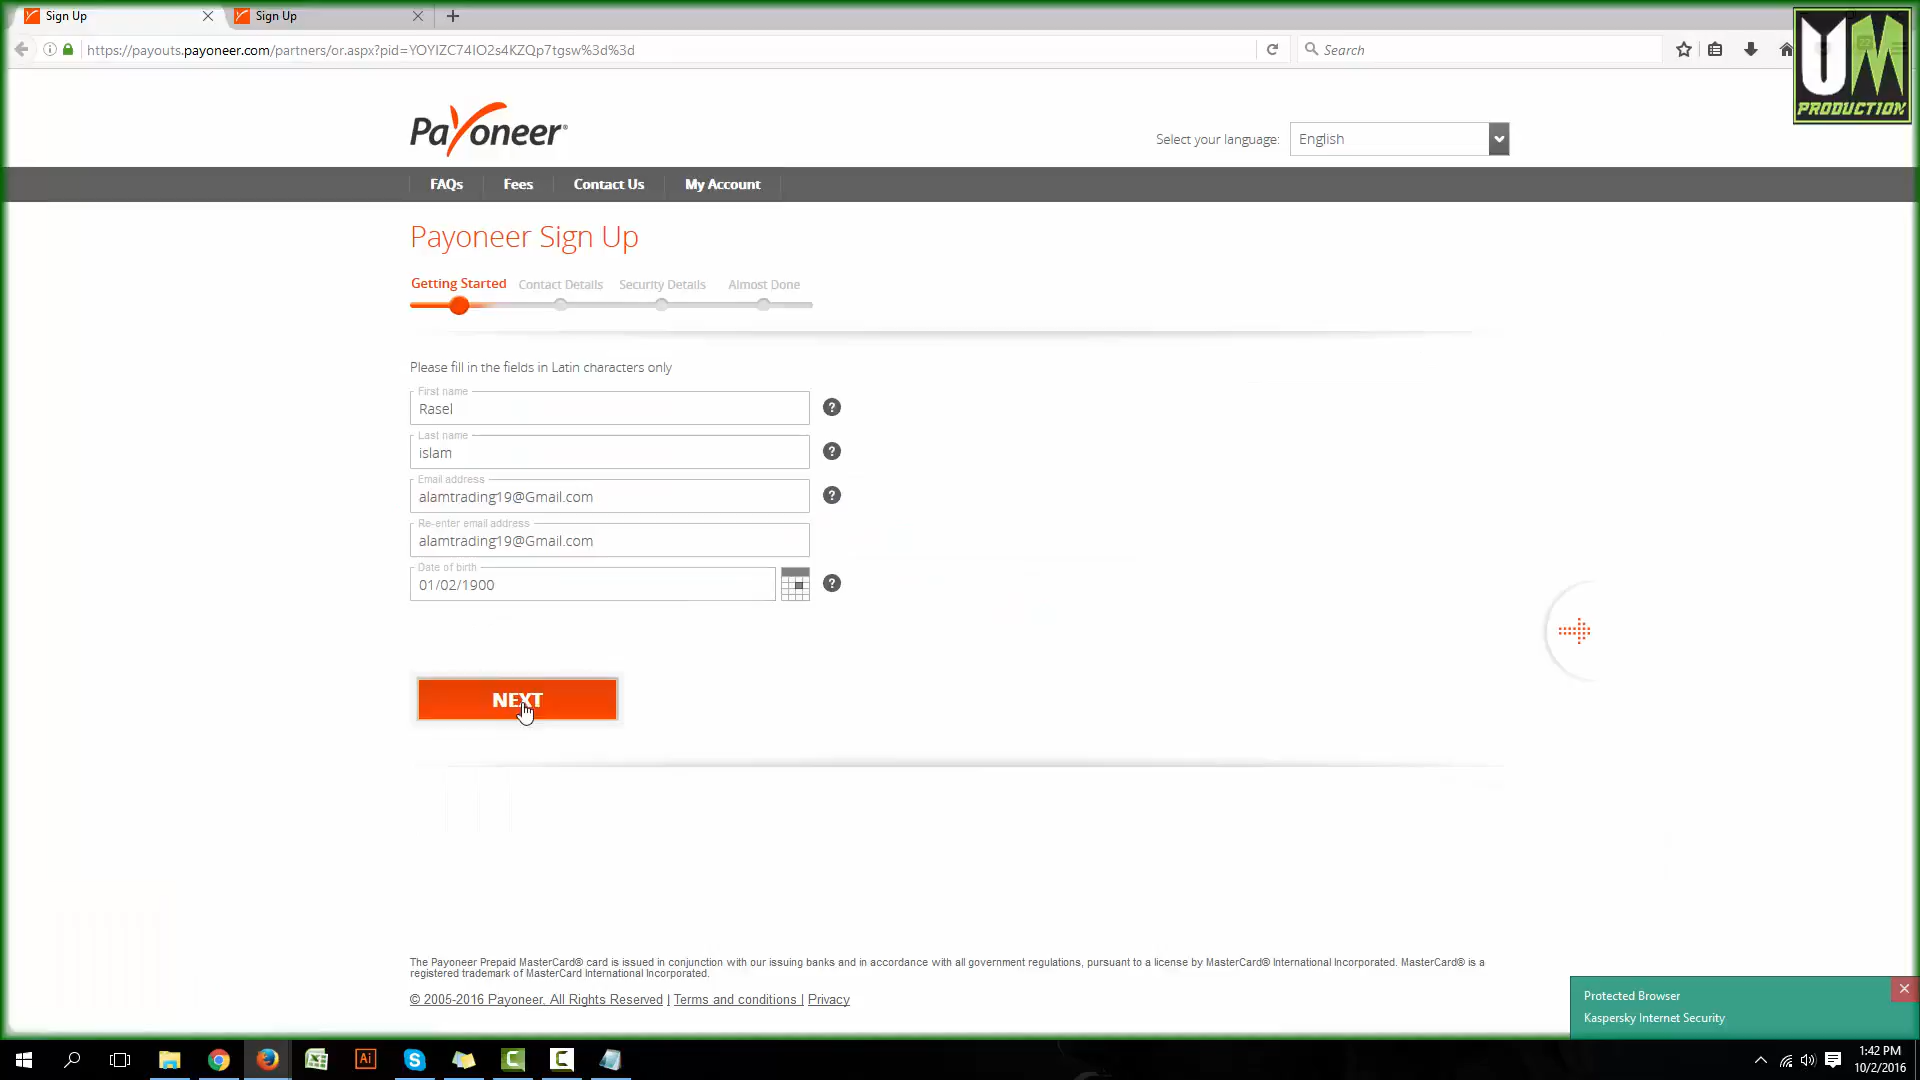 Sign Up
Sign Up
https://payouts.payoneer.com/partners/or.aspx?pid=YOYIZC74IO2s4KZQp7tgsw%3d%3d
Search
UM
PRODUCTION
Payoneer
Select your language:
English
FAQs
Fees
Contact Us
My Account
Payoneer Sign Up
Getting Started
Contact Details
Security Details
Almost Done
Please fill in the fields in Latin characters only
First name
Rasel
?
Last name
islam
?
Email address
alamtrading19@Gmail.com
?
Re-enter email address
alamtrading19@Gmail.com
Date of birth
01/02/1900
?
NEXT
The Payoneer Prepaid MasterCard® card is issued in conjunction with our issuing banks and in accordance with all government regulations, pursuant to a license by MasterCard® International Incorporated. MasterCard® is a
registered trademark of MasterCard International Incorporated.
© 2005-2016 Payoneer. All Rights Reserved | Terms and conditions | Privacy
Protected Browser
Kaspersky Internet Security
Ai
1:42 PM
10/2/2016